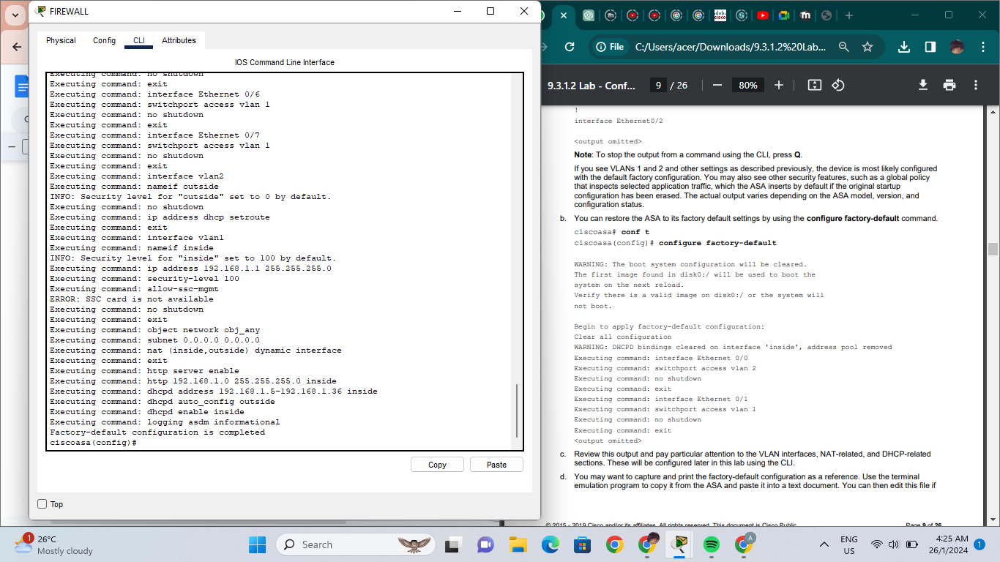 FIREWALL
Physical
Config
CLI
Attributes
IOS Command Line Interface
Executing command: no shutdown
Executing command: exit
Executing command: interface Ethernet 0/6
Executing command: switchport access vlan 1
Executing command: no shutdown
Executing command: exit
Executing command: interface Ethernet 0/7
Executing command: switchport access vlan 1
Executing command: no shutdown
Executing command: exit
Executing command: interface vlan2
Executing command: nameif outside
INFO: Security level for "outside" set to 0 by default.
Executing command: no shutdown
Executing command: ip address dhcp setroute
Executing command: exit
Executing command: interface vlan1
Executing command: nameif inside
INFO: Security level for "inside" set to 100 by default.
Executing command: ip address 192.168.1.1 255.255.255.0
Executing command: security-level 100
Executing command: allow-ssc-mgmt
ERROR: SSC card is not available
Executing command: no shutdown
Executing command: exit
Executing command: object network obj_any
Executing command: subnet 0.0.0.0 0.0.0.0
Executing command: nat (inside,outside) dynamic interface
Executing command: exit
Executing command: http server enable
Executing command: http 192.168.1.0 255.255.255.0 inside
Executing command: dhcpd address 192.168.1.5-192.168.1.36 inside
Executing command: dhcpd auto_config outside
Executing command: dhcpd enable inside
Executing command: logging asdm informational
Factory-default configuration is completed
ciscoasa(config)#
Copy
Paste
Top
File
C:/Users/acer/Downloads/9.3.1.2%20Lab...
9.3.1.2 Lab - Conf...
9 / 26
80%
!
interface Ethernet0/2
<output omitted>
Note: To stop the output from a command using the CLI, press Q.
If you see VLANs 1 and 2 and other settings as described previously, the device is most likely configured
with the default factory configuration. You may also see other security features, such as a global policy
that inspects selected application traffic, which the ASA inserts by default if the original startup
configuration has been erased. The actual output varies depending on the ASA model, version, and
configuration status.
b. You can restore the ASA to its factory default settings by using the configure factory-default command.
ciscoasa# conf t
ciscoasa(config)# configure factory-default
WARNING: The boot system configuration will be cleared.
The first image found in disk0:/ will be used to boot the
system on the next reload.
Verify there is a valid image on disk0:/ or the system will
not boot.
Begin to apply factory-default configuration:
Clear all configuration
WARNING: DHCPD bindings cleared on interface 'inside', address pool removed
Executing command: interface Ethernet 0/0
Executing command: switchport access vlan 2
Executing command: no shutdown
Executing command: exit
Executing command: interface Ethernet 0/1
Executing command: switchport access vlan 1
Executing command: no shutdown
Executing command: exit
<output omitted>
c. Review this output and pay particular attention to the VLAN interfaces, NAT-related, and DHCP-related
sections. These will be configured later in this lab using the CLI.
d. You may want to capture and print the factory-default configuration as a reference. Use the terminal
emulation program to copy it from the ASA and paste it into a text document. You can then edit this file if
© 2015 - 2019 Cisco and/or its affiliates. All rights reserved. This document is Cisco Public.
Page 9 of 26
1
26°C
Mostly cloudy
Search
A
ENG
US
4:25 AM
26/1/2024
1